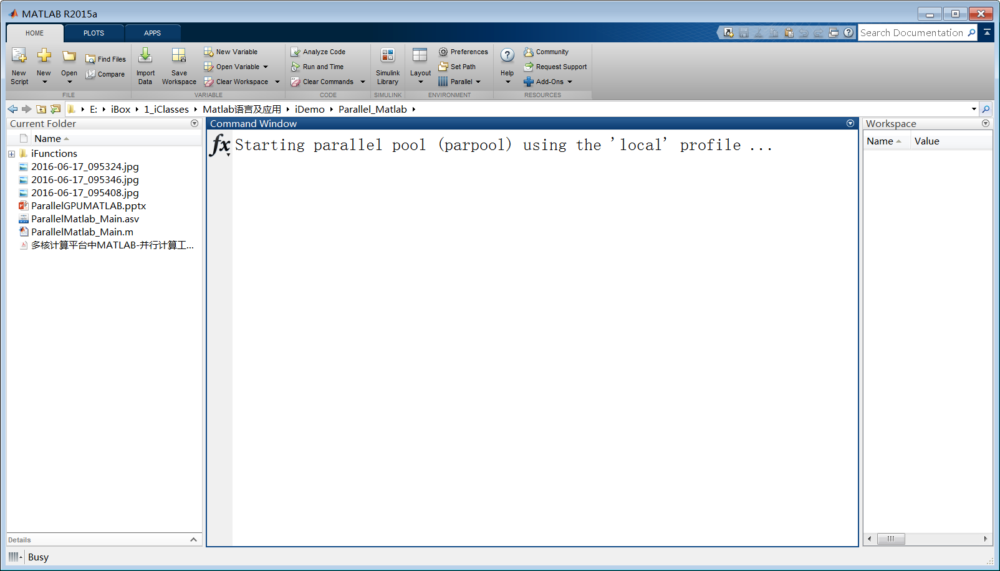 MATLAB R2015a
HOME PLOTS APPS
Search Documentation
New Script
New
Open
Find Files
Compare
FILE
Import Data
Save Workspace
New Variable
Open Variable
Clear Workspace
VARIABLE
Analyze Code
Run and Time
Clear Commands
CODE
Simulink Library
SIMULINK
Layout
Preferences
Set Path
Parallel
ENVIRONMENT
Help
Community
Request Support
Add-Ons
RESOURCES
E: iBox 1_iClasses Matlab语言及应用 iDemo Parallel_Matlab
Current Folder
Name
iFunctions
2016-06-17_095324.jpg
2016-06-17_095346.jpg
2016-06-17_095408.jpg
ParallelGPUMATLAB.pptx
ParallelMatlab_Main.asv
ParallelMatlab_Main.m
多核计算平台中MATLAB-并行计算工...
Details
Command Window
fx Starting parallel pool (parpool) using the 'local' profile ...
Workspace
Name Value
Busy